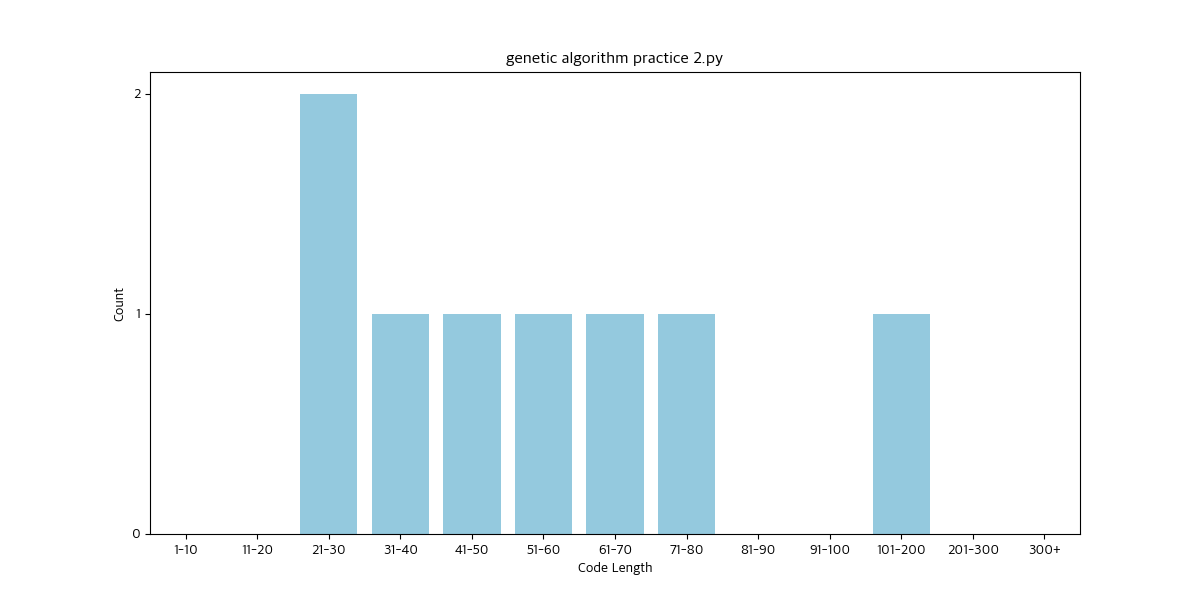 genetic algorithm practice 2.py
2
1
0
Count
1-10 11-20 21-30 31-40 41-50 51-60 61-70 71-80 81-90 91-100 101-200 201-300 300+
Code Length